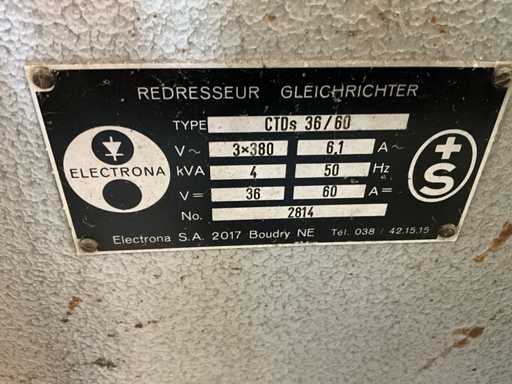 REDRESSEUR GLEICHRICHTER
TYPE CTDs 36/60
V~ 3×380 6,1 A~
kVA 4 50 Hz
V= 36 60 A=
No. 2814
ELECTRONA
+S
Electrona S.A. 2017 Boudry NE Tél. 038 / 42.15.15